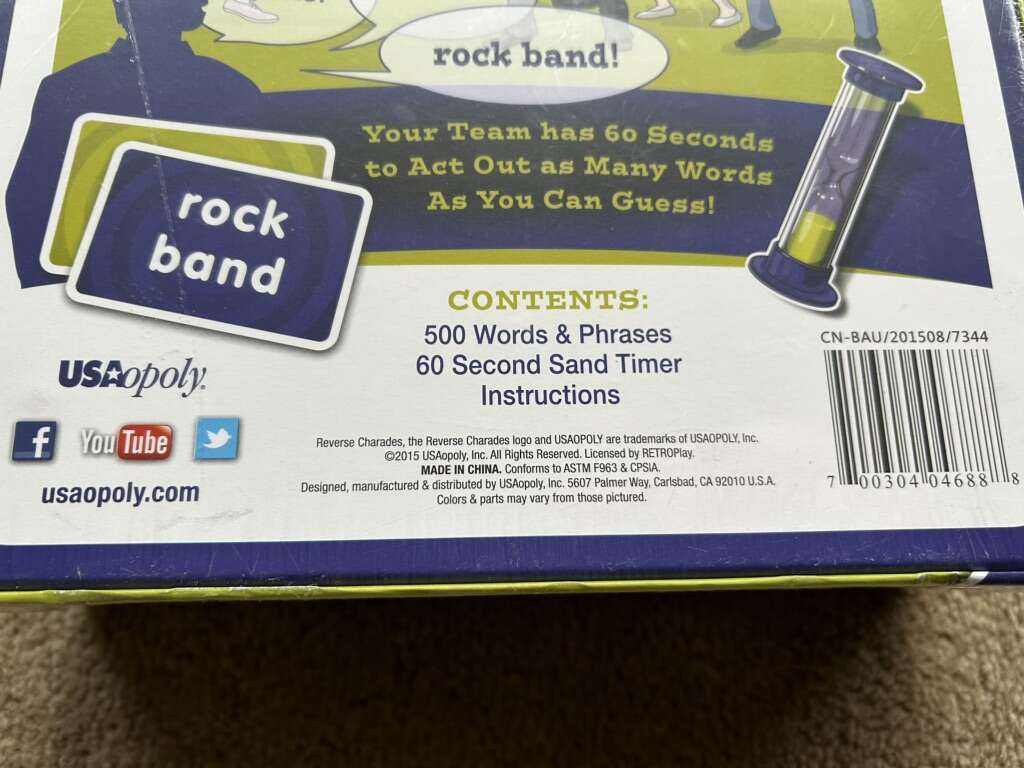 rock band!
Your Team has 60 Seconds
to Act Out as Many Words
As You Can Guess!
rock
band
CONTENTS:
500 Words & Phrases
60 Second Sand Timer
Instructions
CN-BAU/201508/7344
USAopoly®
f
YouTube
usaopoly.com
Reverse Charades, the Reverse Charades logo and USAOPOLY are trademarks of USAOPOLY, Inc.
©2015 USAopoly, Inc. All Rights Reserved. Licensed by RETROPlay.
MADE IN CHINA. Conforms to ASTM F963 & CPSIA.
Designed, manufactured & distributed by USAopoly, Inc. 5607 Palmer Way, Carlsbad, CA 92010 U.S.A.
Colors & parts may vary from those pictured.
7 00304 04688 8